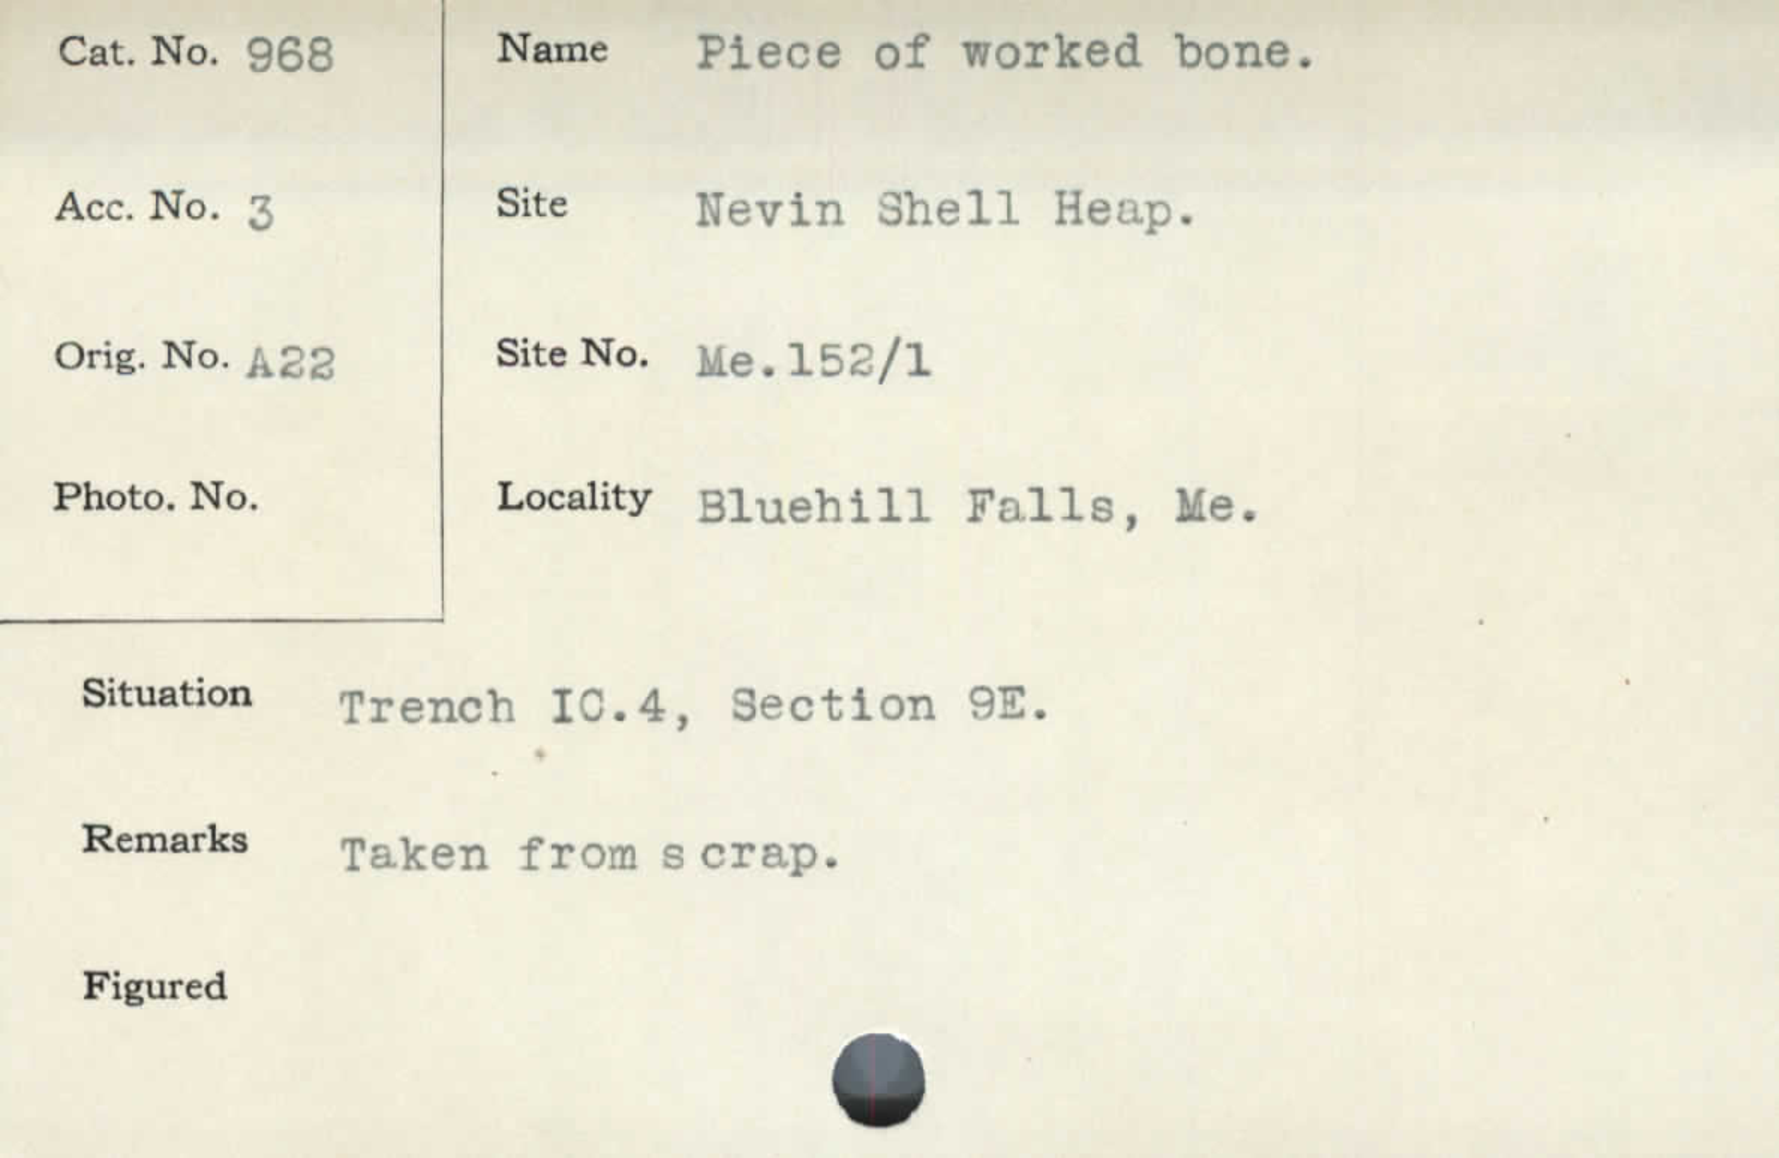 Cat. No. 968
Name Piece of worked bone.
Acc. No. 3
Site Nevin Shell Heap.
Orig. No. A22
Site No. Me.152/1
Photo. No.
Locality Bluehill Falls, Me.
Situation Trench IC.4, Section 9E.
Remarks Taken from scrap.
Figured